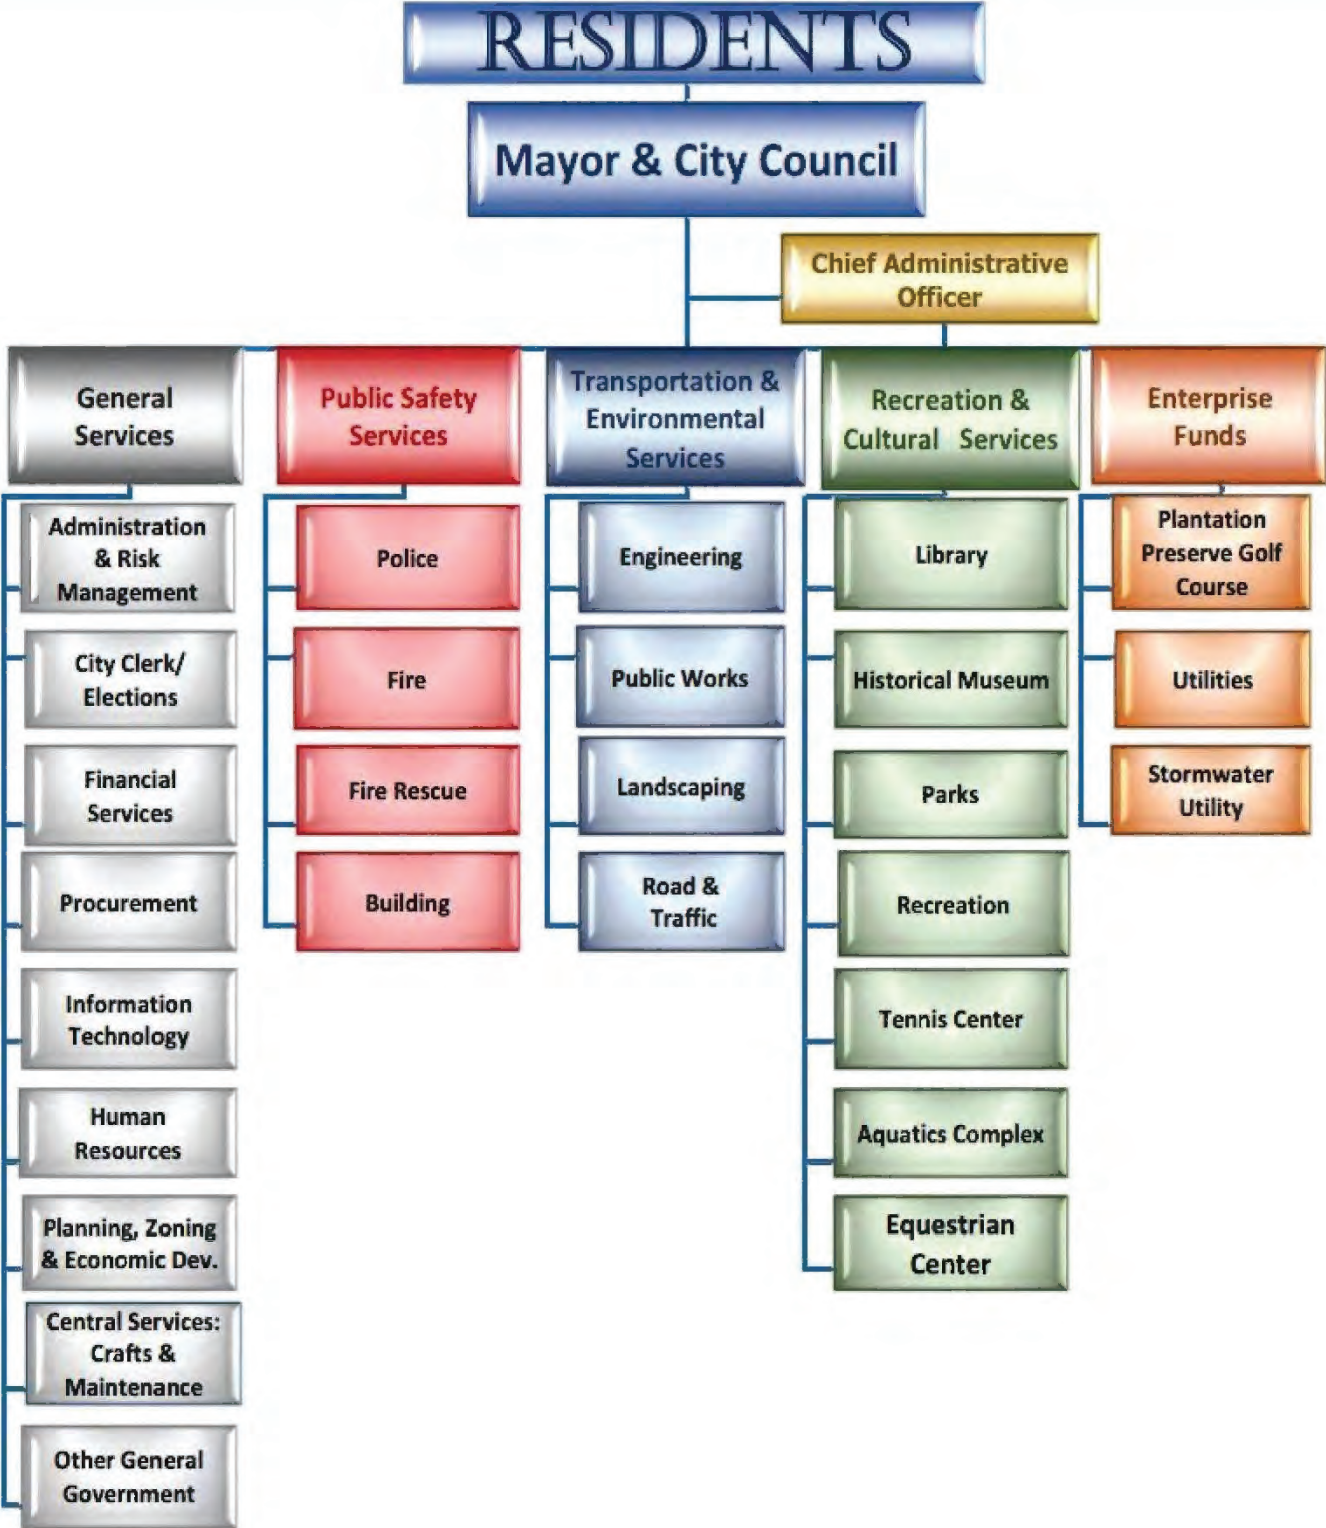 RESIDENTS
Mayor & City Council
Chief Administrative
Officer
General
Services
Administration
& Risk
Management
City Clerk/
Elections
Financial
Services
Procurement
Information
Technology
Human
Resources
Planning, Zoning
& Economic Dev.
Central Services:
Crafts &
Maintenance
Other General
Government
Public Safety
Services
Police
Fire
Fire Rescue
Building
Transportation &
Environmental
Services
Engineering
Public Works
Landscaping
Road &
Traffic
Recreation &
Cultural Services
Library
Historical Museum
Parks
Recreation
Tennis Center
Aquatics Complex
Equestrian
Center
Enterprise
Funds
Plantation
Preserve Golf
Course
Utilities
Stormwater
Utility